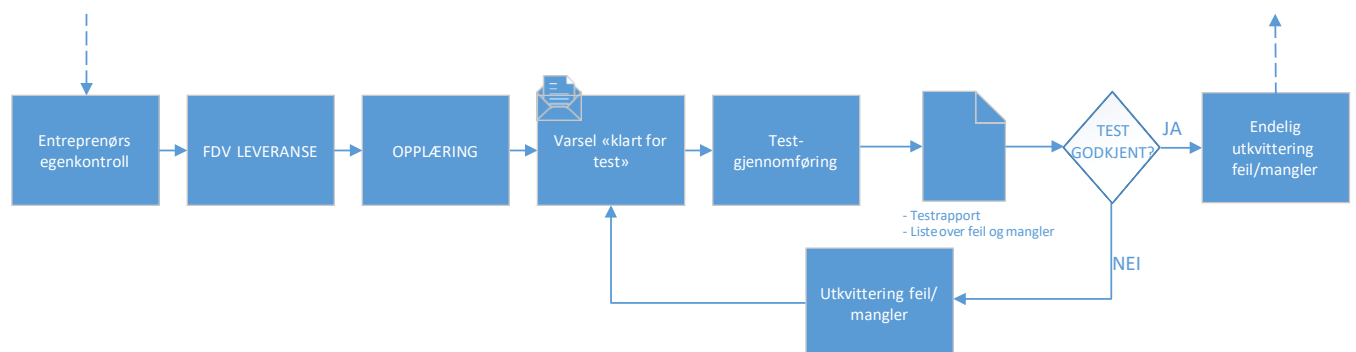 Entreprenørs
egenkontroll
FDV LEVERANSE
OPPLÆRING
Varsel «klart for
test»
Test-
gjennomføring
- Testrapport
- Liste over feil og mangler
TEST
GODKJENT?
JA
Endelig
utkvittering
feil/mangler
NEI
Utkvittering feil/
mangler